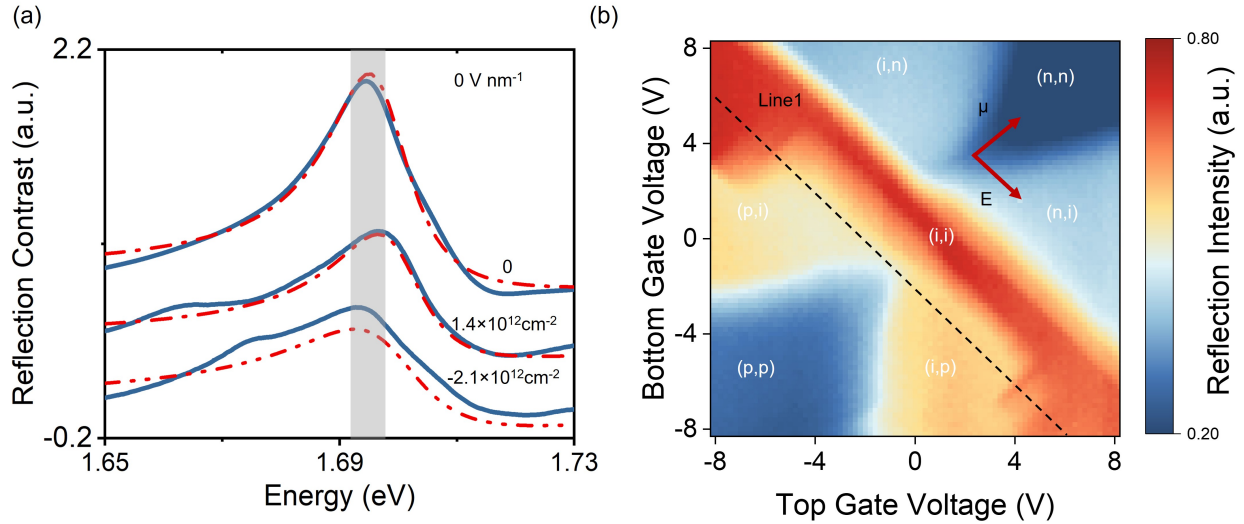 (a)
2.2
0 V nm⁻¹
0
1.4×10¹²cm⁻²
-2.1×10¹²cm⁻²
-0.2
1.65
1.69
1.73
Energy (eV)
Reflection Contrast (a.u.)
(b)
8
4
0
-4
-8
Bottom Gate Voltage (V)
(i,n)
(n,n)
Line1
μ
E
(p,i)
(n,i)
(i,i)
(p,p)
(i,p)
-8
-4
0
4
8
Top Gate Voltage (V)
0.80
0.20
Reflection Intensity (a.u.)